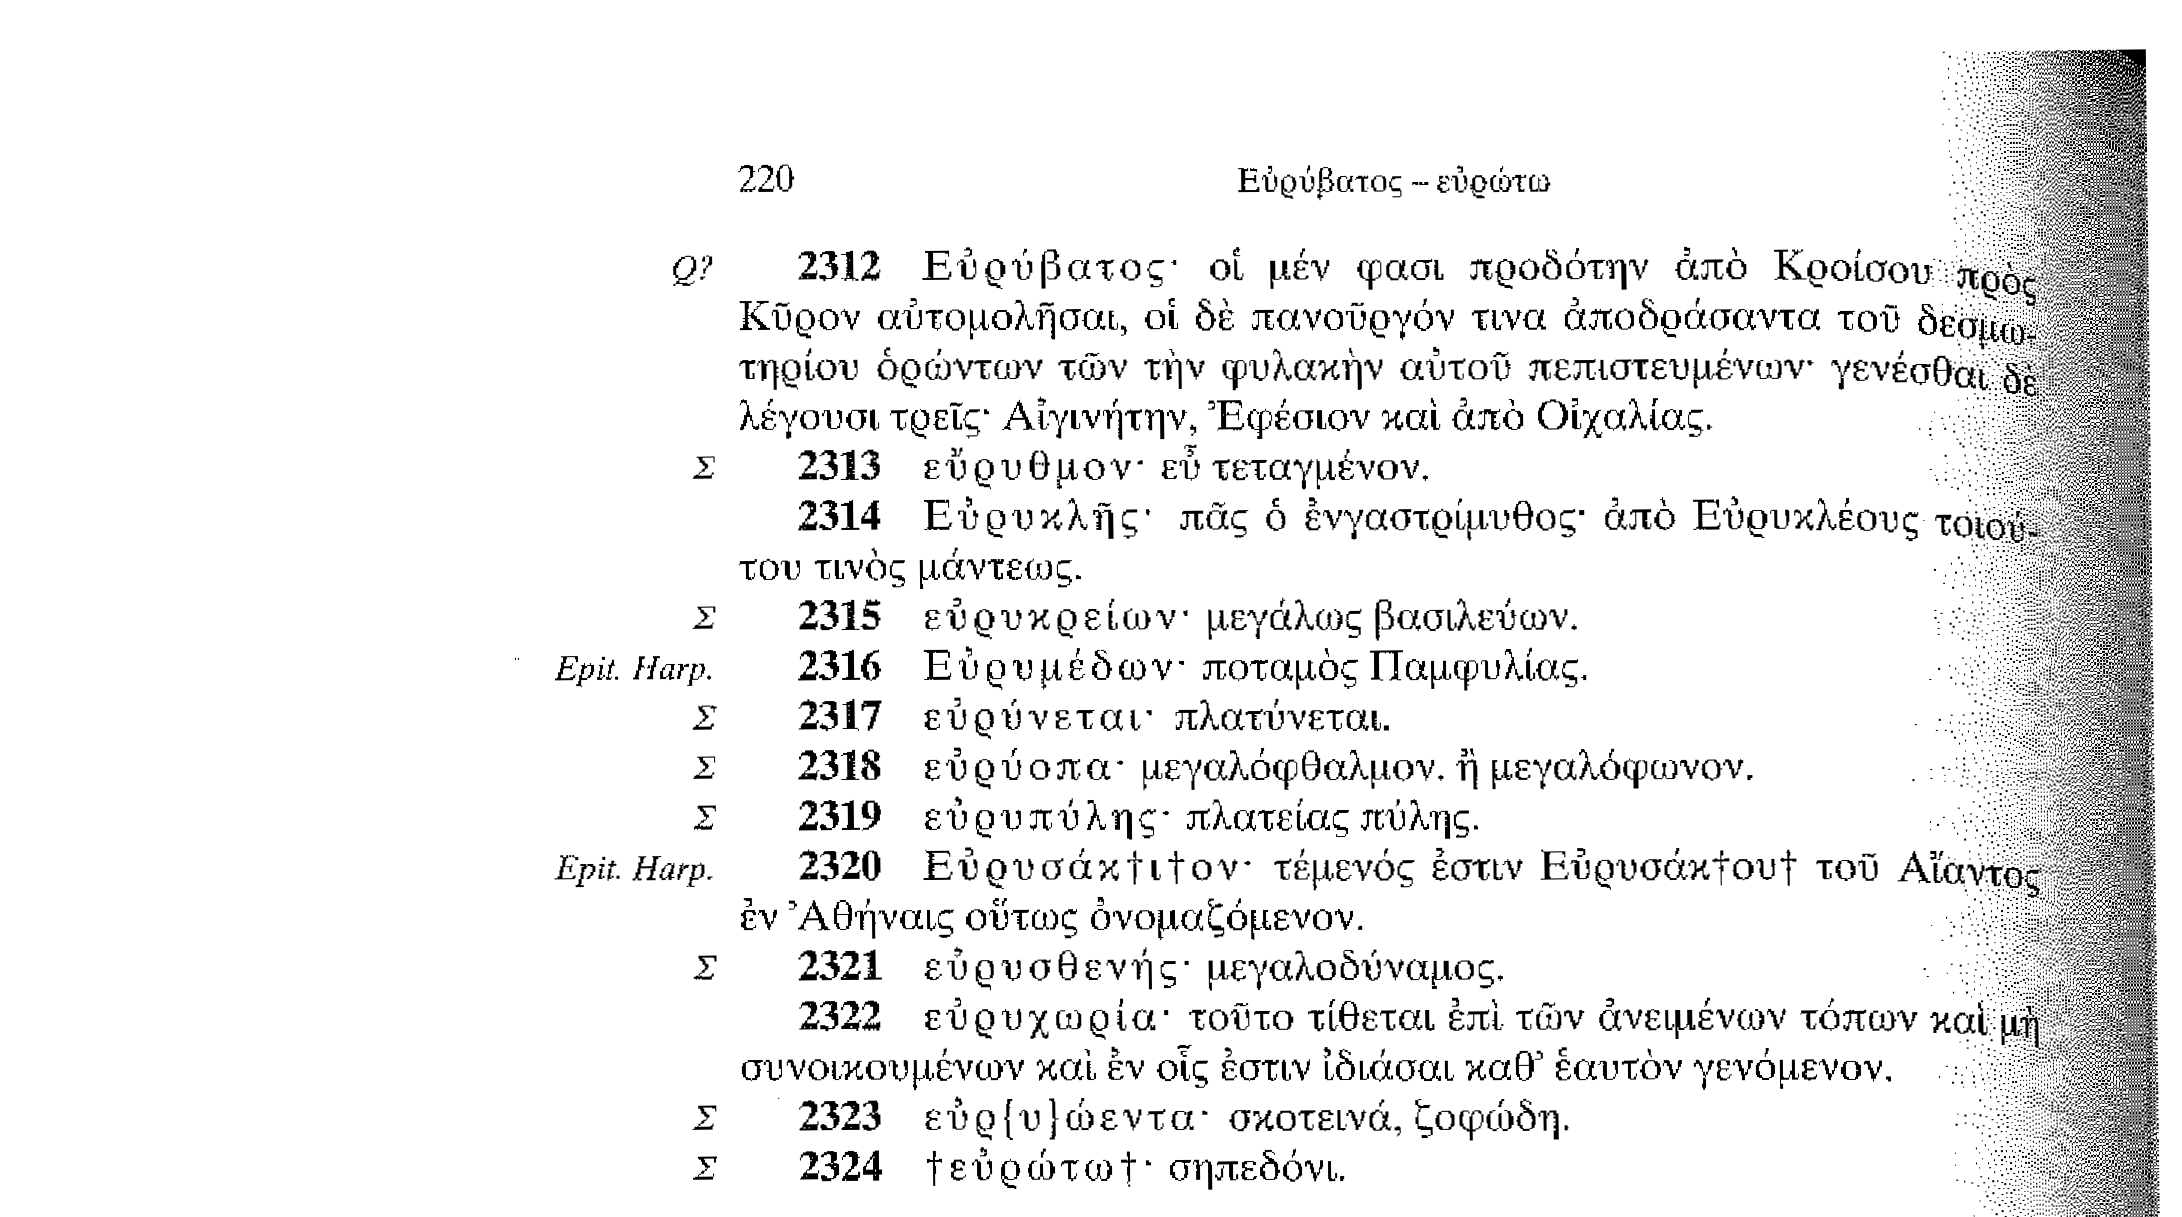 220 Εὐρύβατος – εὐρώτω
Q? 2312 Εὐρύβατος· οἱ μέν φασι προδότην ἀπὸ Κροίσου πρὸς
Κῦρον αὐτομολῆσαι, οἱ δὲ πανοῦργόν τινα ἀποδράσαντα τοῦ δεσμω-
τηρίου ὁρώντων τῶν τὴν φυλακὴν αὐτοῦ πεπιστευμένων· γενέσθαι δὲ
λέγουσι τρεῖς· Αἰγινήτην, Ἐφέσιον καὶ ἀπὸ Οἰχαλίας.
Σ 2313 εὔρυθμον· εὖ τεταγμένον.
2314 Εὐρυκλῆς· πᾶς ὁ ἐνγαστρίμυθος· ἀπὸ Εὐρυκλέους τοιού-
του τινὸς μάντεως.
Σ 2315 εὐρυκρείων· μεγάλως βασιλεύων.
Epit. Harp. 2316 Εὐρυμέδων· ποταμὸς Παμφυλίας.
Σ 2317 εὐρύνεται· πλατύνεται.
Σ 2318 εὐρύοπα· μεγαλόφθαλμον. ἢ μεγαλόφωνον.
Σ 2319 εὐρυπύλης· πλατείας πύλης.
Epit. Harp. 2320 Εὐρυσάκ†ι†ον· τέμενός ἐστιν Εὐρυσάκ†ου† τοῦ Αἴαντος
ἐν Ἀθήναις οὕτως ὀνομαζόμενον.
Σ 2321 εὐρυσθενής· μεγαλοδύναμος.
2322 εὐρυχωρία· τοῦτο τίθεται ἐπὶ τῶν ἀνειμένων τόπων καὶ μὴ
συνοικουμένων καὶ ἐν οἷς ἐστιν ἰδιάσαι καθ’ ἑαυτὸν γενόμενον.
Σ 2323 εὐρ{υ}ώεντα· σκοτεινά, ζοφώδη.
Σ 2324 †εὐρώτω†· σηπεδόνι.